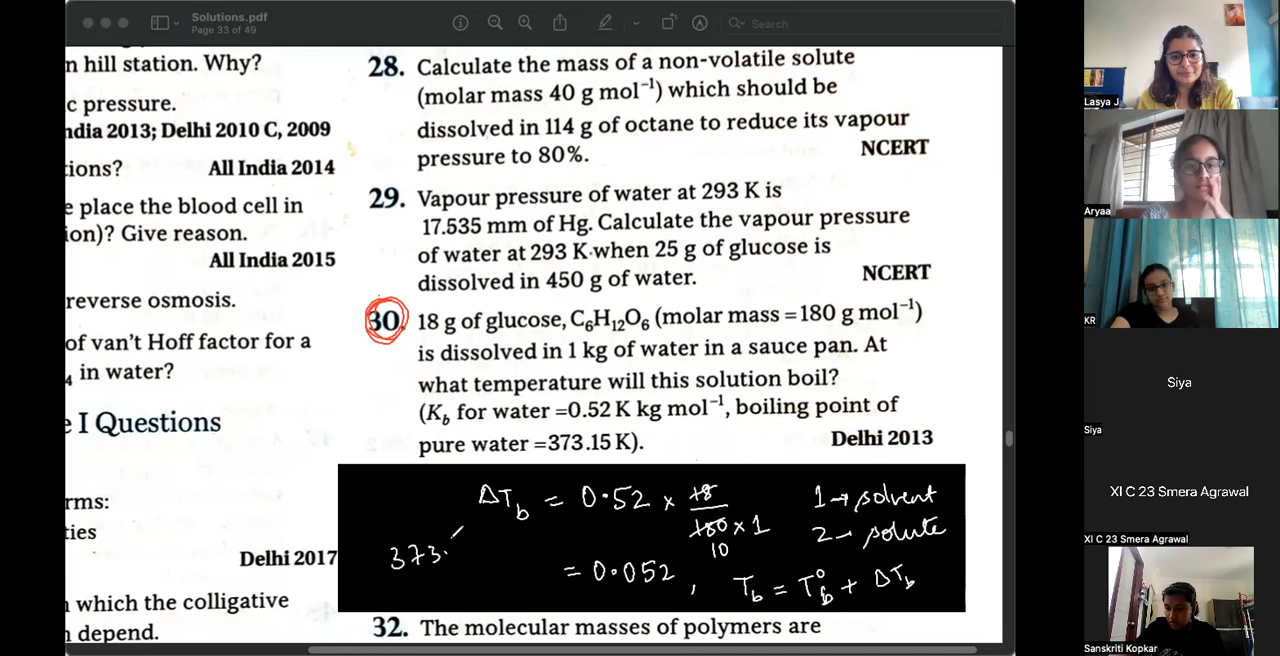 Solutions.pdf
Page 33 of 49
Search
n hill station. Why?
c pressure.
ndia 2013; Delhi 2010 C, 2009
tions?
All India 2014
e place the blood cell in
ion)? Give reason.
All India 2015
reverse osmosis.
of van't Hoff factor for a
4 in water?
e I Questions
rms:
ties
Delhi 2017
n which the colligative
n depend.
28. Calculate the mass of a non-volatile solute
(molar mass 40 g mol⁻¹) which should be
dissolved in 114 g of octane to reduce its vapour
pressure to 80%.
NCERT
29. Vapour pressure of water at 293 K is
17.535 mm of Hg. Calculate the vapour pressure
of water at 293 K when 25 g of glucose is
dissolved in 450 g of water.
NCERT
30. 18 g of glucose, C₆H₁₂O₆ (molar mass = 180 g mol⁻¹)
is dissolved in 1 kg of water in a sauce pan. At
what temperature will this solution boil?
(K_b for water = 0.52 K kg mol⁻¹, boiling point of
pure water = 373.15 K).
Delhi 2013
ΔT_b = 0.52 × 18 / 180 × 1
10
1 → solvent
2 → solute
373.
= 0.052, T_b = T_b⁰ + ΔT_b
32. The molecular masses of polymers are
Lasya J
Aryaa
KR
Siya
Siya
XI C 23 Smera Agrawal
XI C 23 Smera Agrawal
Sanskriti Kopkar